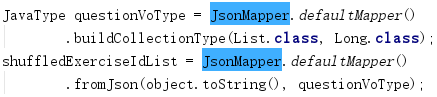 JavaType questionVoType = JsonMapper.defaultMapper()
.buildCollectionType(List.class, Long.class);
shuffledExerciseIdList = JsonMapper.defaultMapper()
.fromJson(object.toString(), questionVoType);